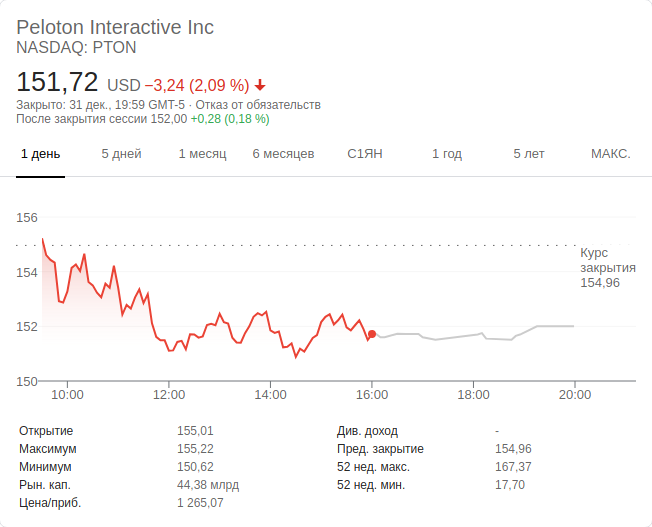 Peloton Interactive Inc
NASDAQ: PTON
151,72 USD −3,24 (2,09 %)
Закрыто: 31 дек., 19:59 GMT-5 · Отказ от обязательств
После закрытия сессии 152,00 +0,28 (0,18 %)
1 день 5 дней 1 месяц 6 месяцев С1ЯН 1 год 5 лет МАКС.
156
154
152
150
Курс
закрытия
154,96
10:00 12:00 14:00 16:00 18:00 20:00
Открытие 155,01 Див. доход -
Максимум 155,22 Пред. закрытие 154,96
Минимум 150,62 52 нед. макс. 167,37
Рын. кап. 44,38 млрд 52 нед. мин. 17,70
Цена/приб. 1 265,07